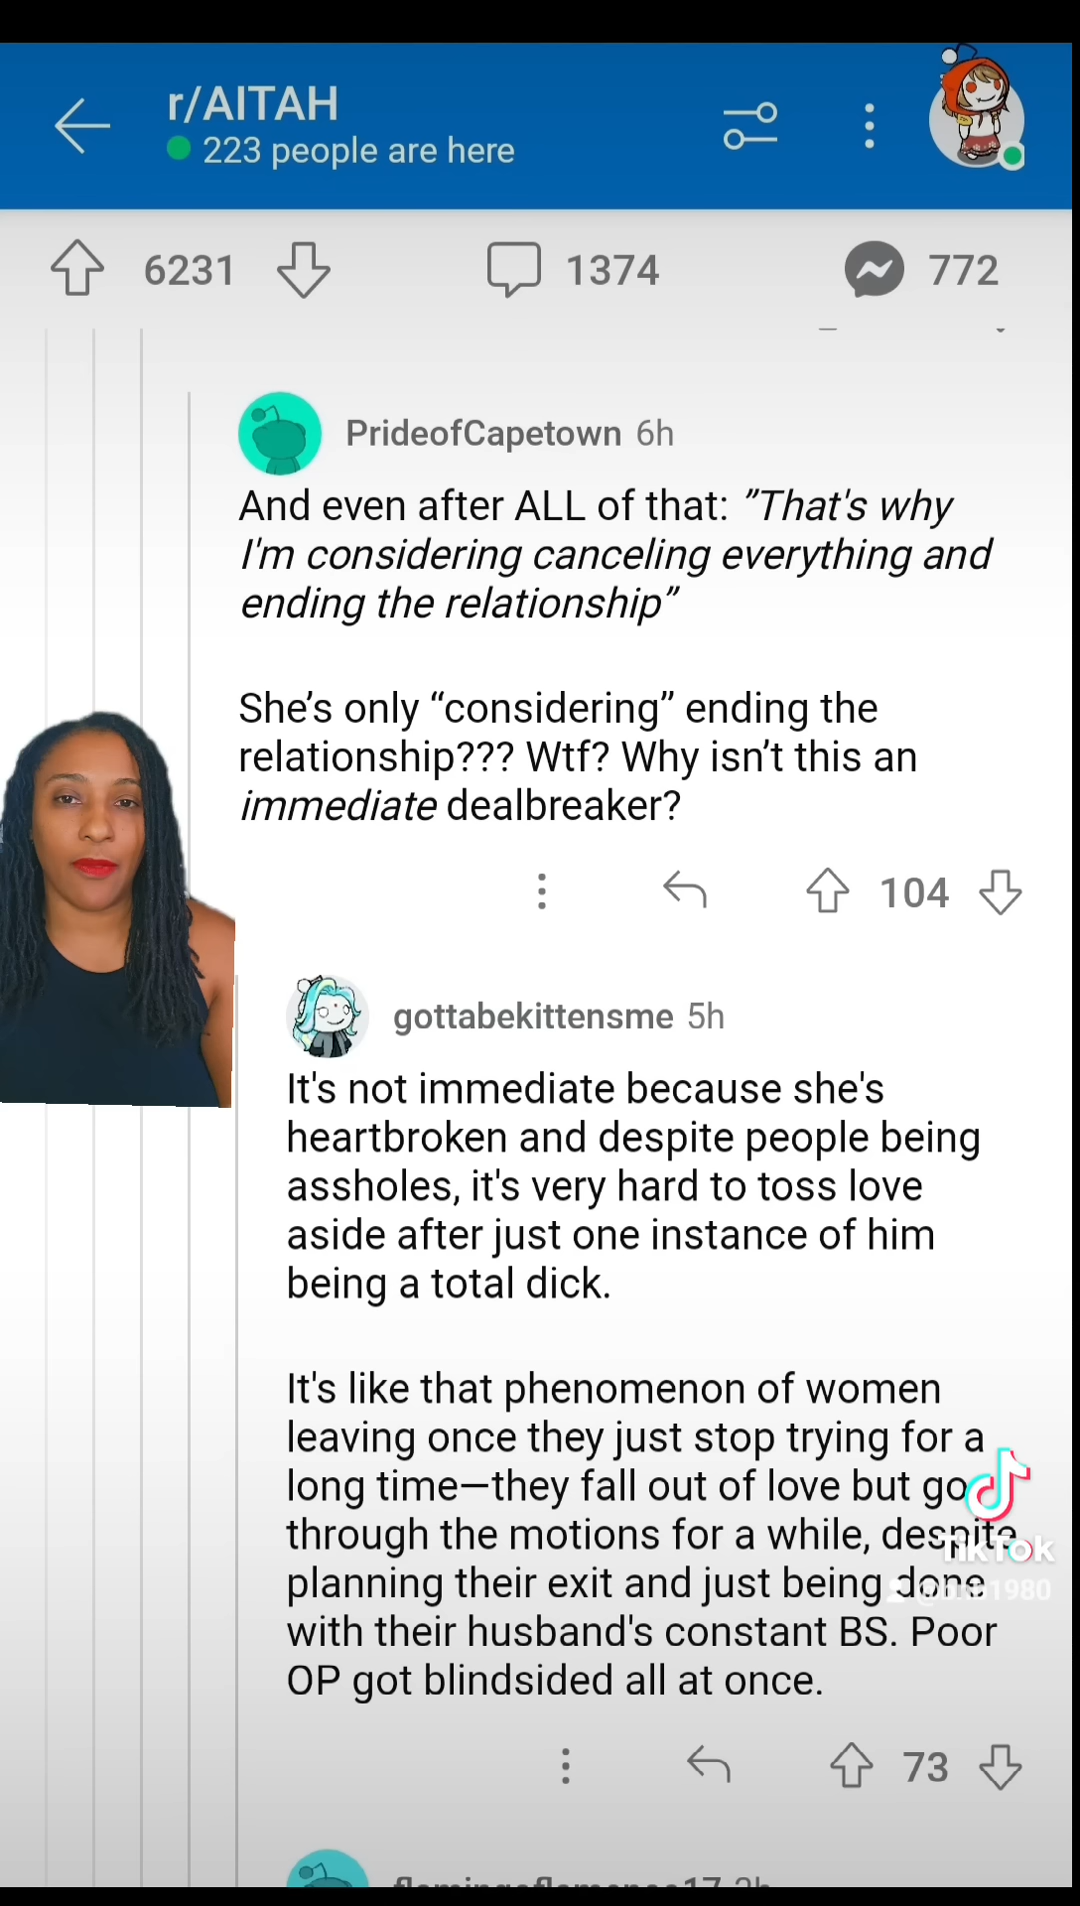 r/AITAH
223 people are here
6231 1374 772
PrideofCapetown 6h
And even after ALL of that: ”That's why
I'm considering canceling everything and
ending the relationship”
She’s only “considering” ending the
relationship??? Wtf? Why isn’t this an
immediate dealbreaker?
104
gottabekittensme 5h
It's not immediate because she's
heartbroken and despite people being
assholes, it's very hard to toss love
aside after just one instance of him
being a total dick.
It's like that phenomenon of women
leaving once they just stop trying for a
long time—they fall out of love but go
through the motions for a while, despite
TikTok
planning their exit and just being done
with their husband's constant BS. Poor
OP got blindsided all at once.
73